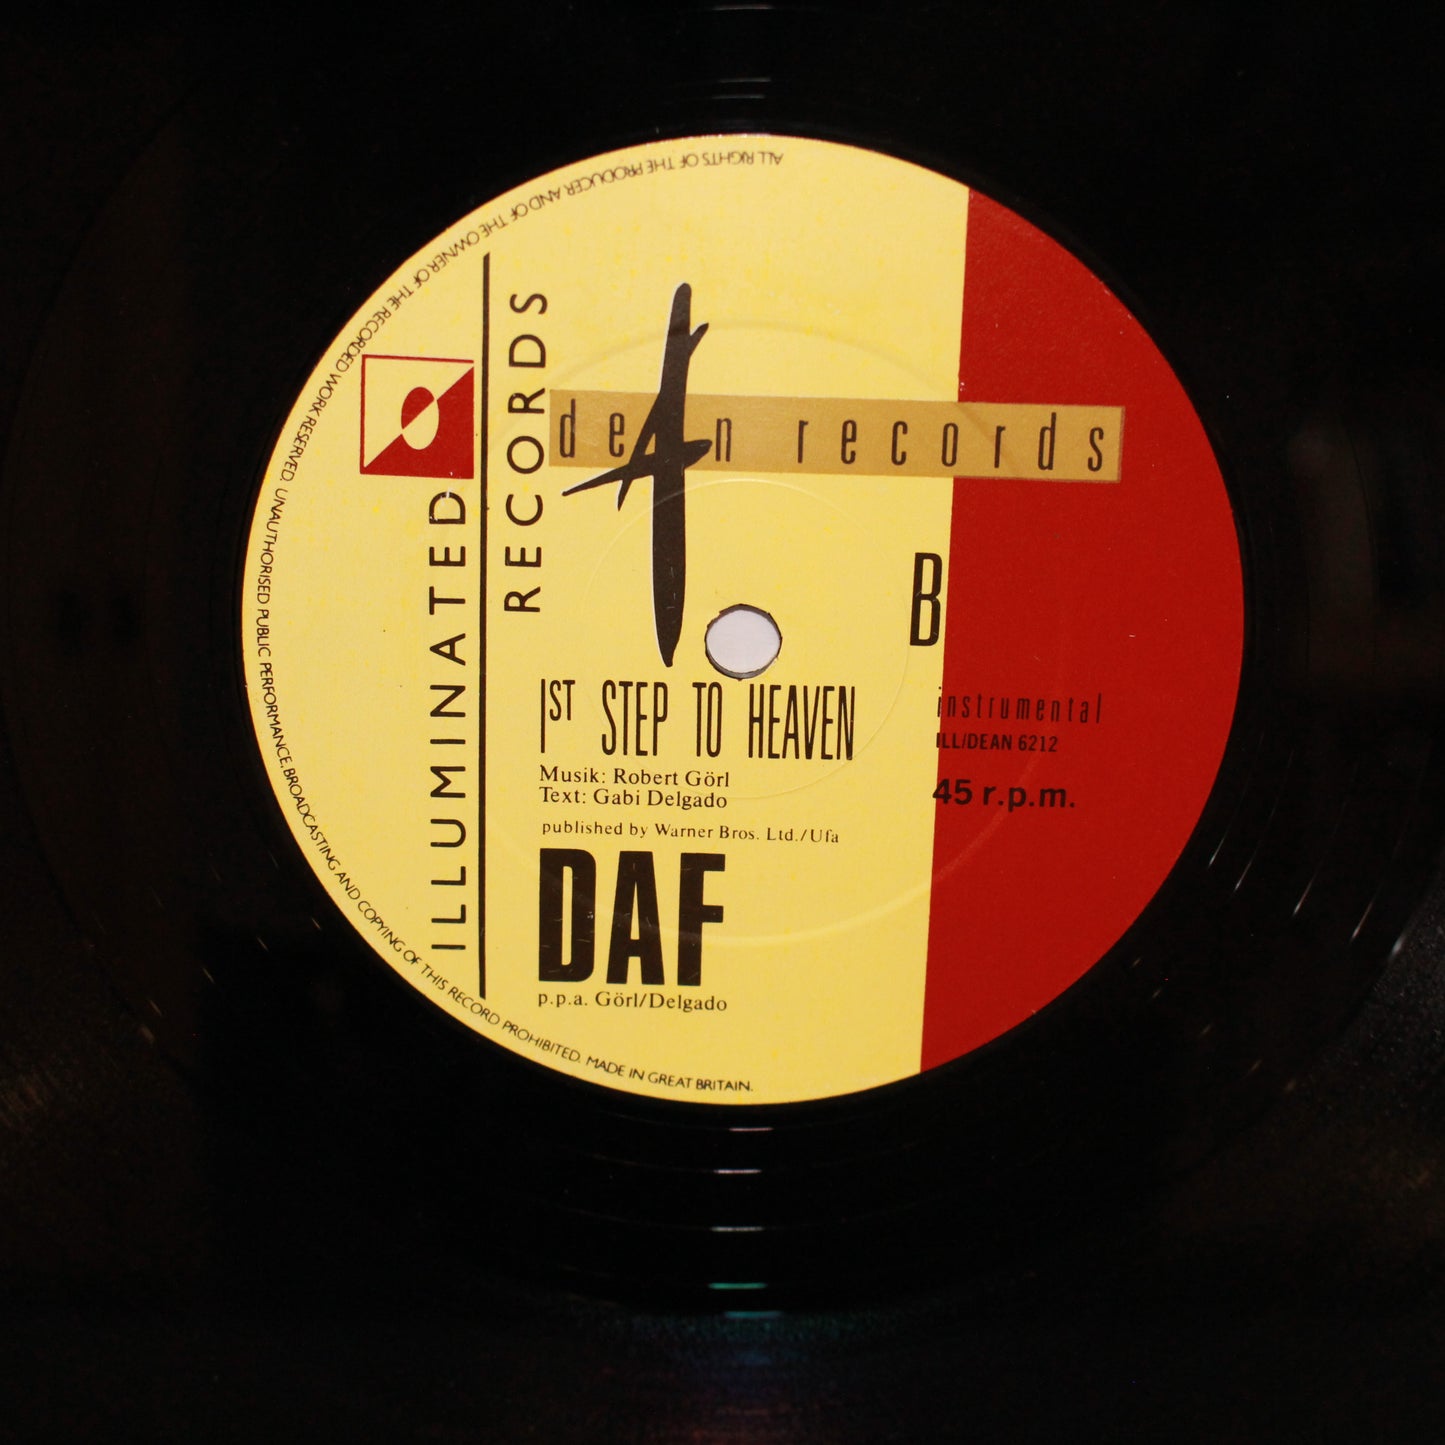 ALL RIGHTS OF THE PRODUCER AND OF THE OWNER OF THE RECORDED WORK RESERVED. UNAUTHORISED PUBLIC PERFORMANCE, BROADCASTING AND COPYING OF THIS RECORD PROHIBITED. MADE IN GREAT BRITAIN.
ILLUMINATED
RECORDS
dean records
B
1ST STEP TO HEAVEN
instrumental
ILL/DEAN 6212
Musik: Robert Görl
Text: Gabi Delgado
45 r.p.m.
published by Warner Bros. Ltd./Ufa
DAF
p.p.a. Görl/Delgado